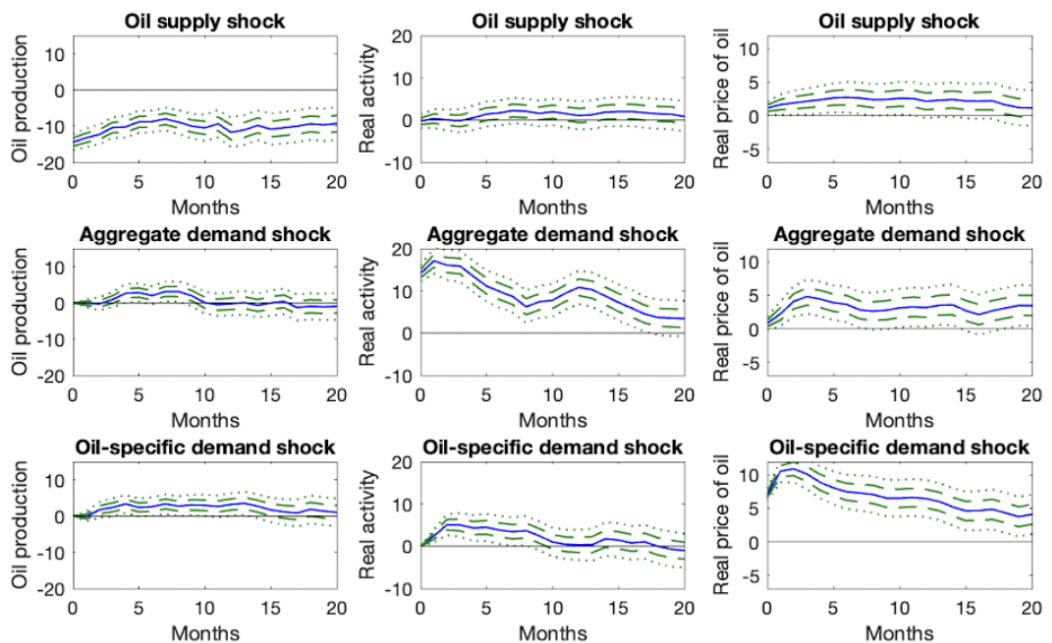 Oil supply shock
Oil production
10
0
-10
-20
0 5 10 15 20
Months
Oil supply shock
Real activity
20
10
0
-10
0 5 10 15 20
Months
Oil supply shock
Real price of oil
10
5
0
-5
0 5 10 15 20
Months
Aggregate demand shock
Oil production
10
0
-10
-20
0 5 10 15 20
Months
Aggregate demand shock
Real activity
20
10
0
-10
0 5 10 15 20
Months
Aggregate demand shock
Real price of oil
10
5
0
-5
0 5 10 15 20
Months
Oil-specific demand shock
Oil production
10
0
-10
-20
0 5 10 15 20
Months
Oil-specific demand shock
Real activity
20
10
0
-10
0 5 10 15 20
Months
Oil-specific demand shock
Real price of oil
10
5
0
-5
0 5 10 15 20
Months